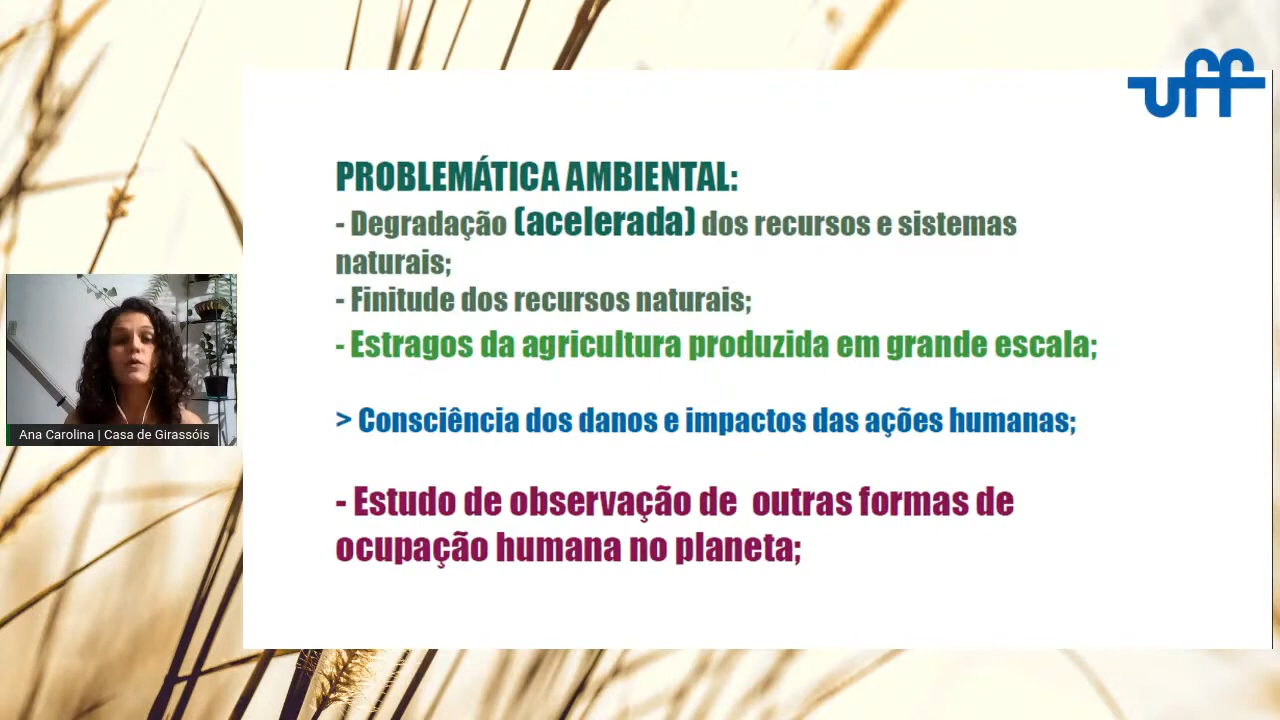 uff
PROBLEMÁTICA AMBIENTAL:
- Degradação (acelerada) dos recursos e sistemas
naturais;
- Finitude dos recursos naturais;
- Estragos da agricultura produzida em grande escala;
> Consciência dos danos e impactos das ações humanas;
- Estudo de observação de  outras formas de
ocupação humana no planeta;
Ana Carolina | Casa de Girassóis